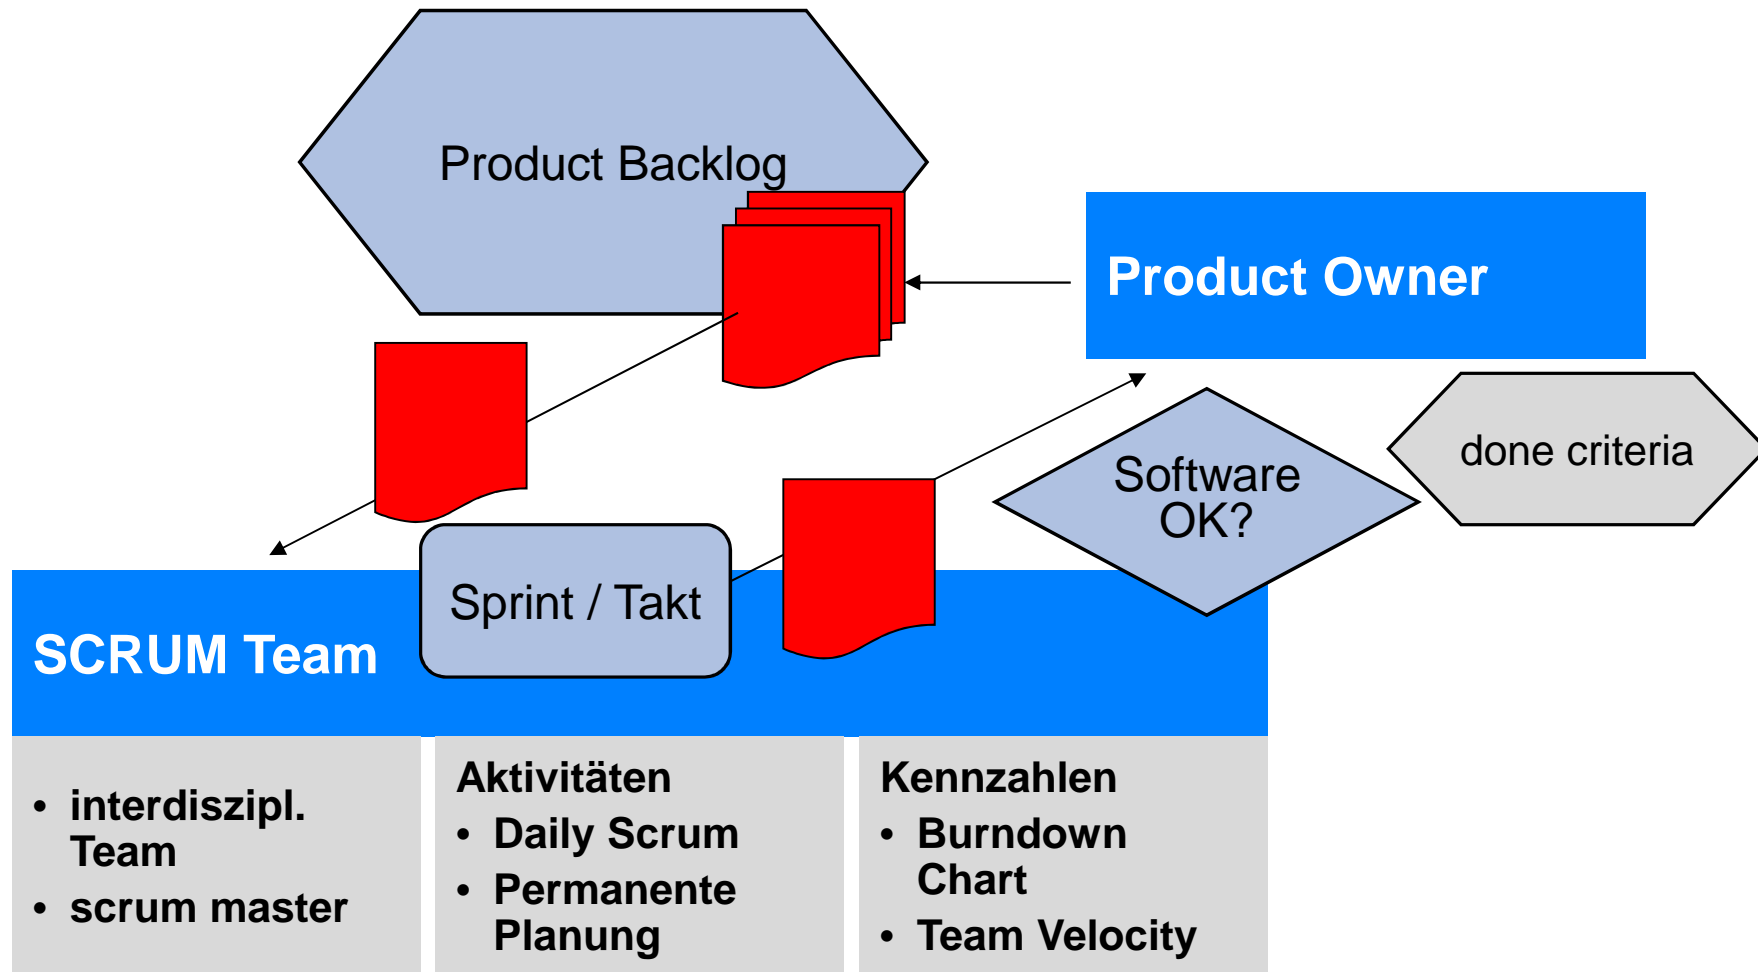 Product Backlog
Product Owner
Software
OK?
done criteria
Sprint / Takt
SCRUM Team
• interdiszipl.
Team
• scrum master
Aktivitäten
• Daily Scrum
• Permanente
Planung
Kennzahlen
• Burndown
Chart
• Team Velocity